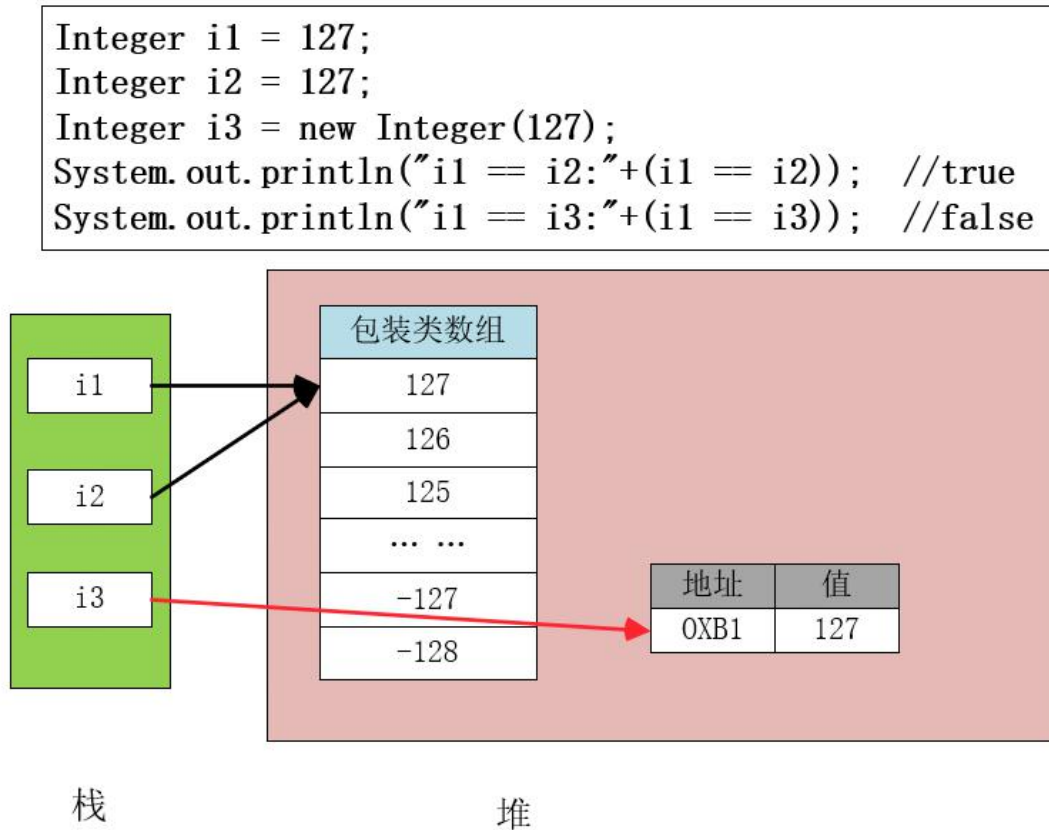 Integer i1 = 127;
Integer i2 = 127;
Integer i3 = new Integer(127);
System.out.println("i1 == i2:"+(i1 == i2));  //true
System.out.println("i1 == i3:"+(i1 == i3));  //false
包装类数组
i1
127
126
i2
125
... ...
i3
-127
-128
地址 值
0XB1 127
栈
堆